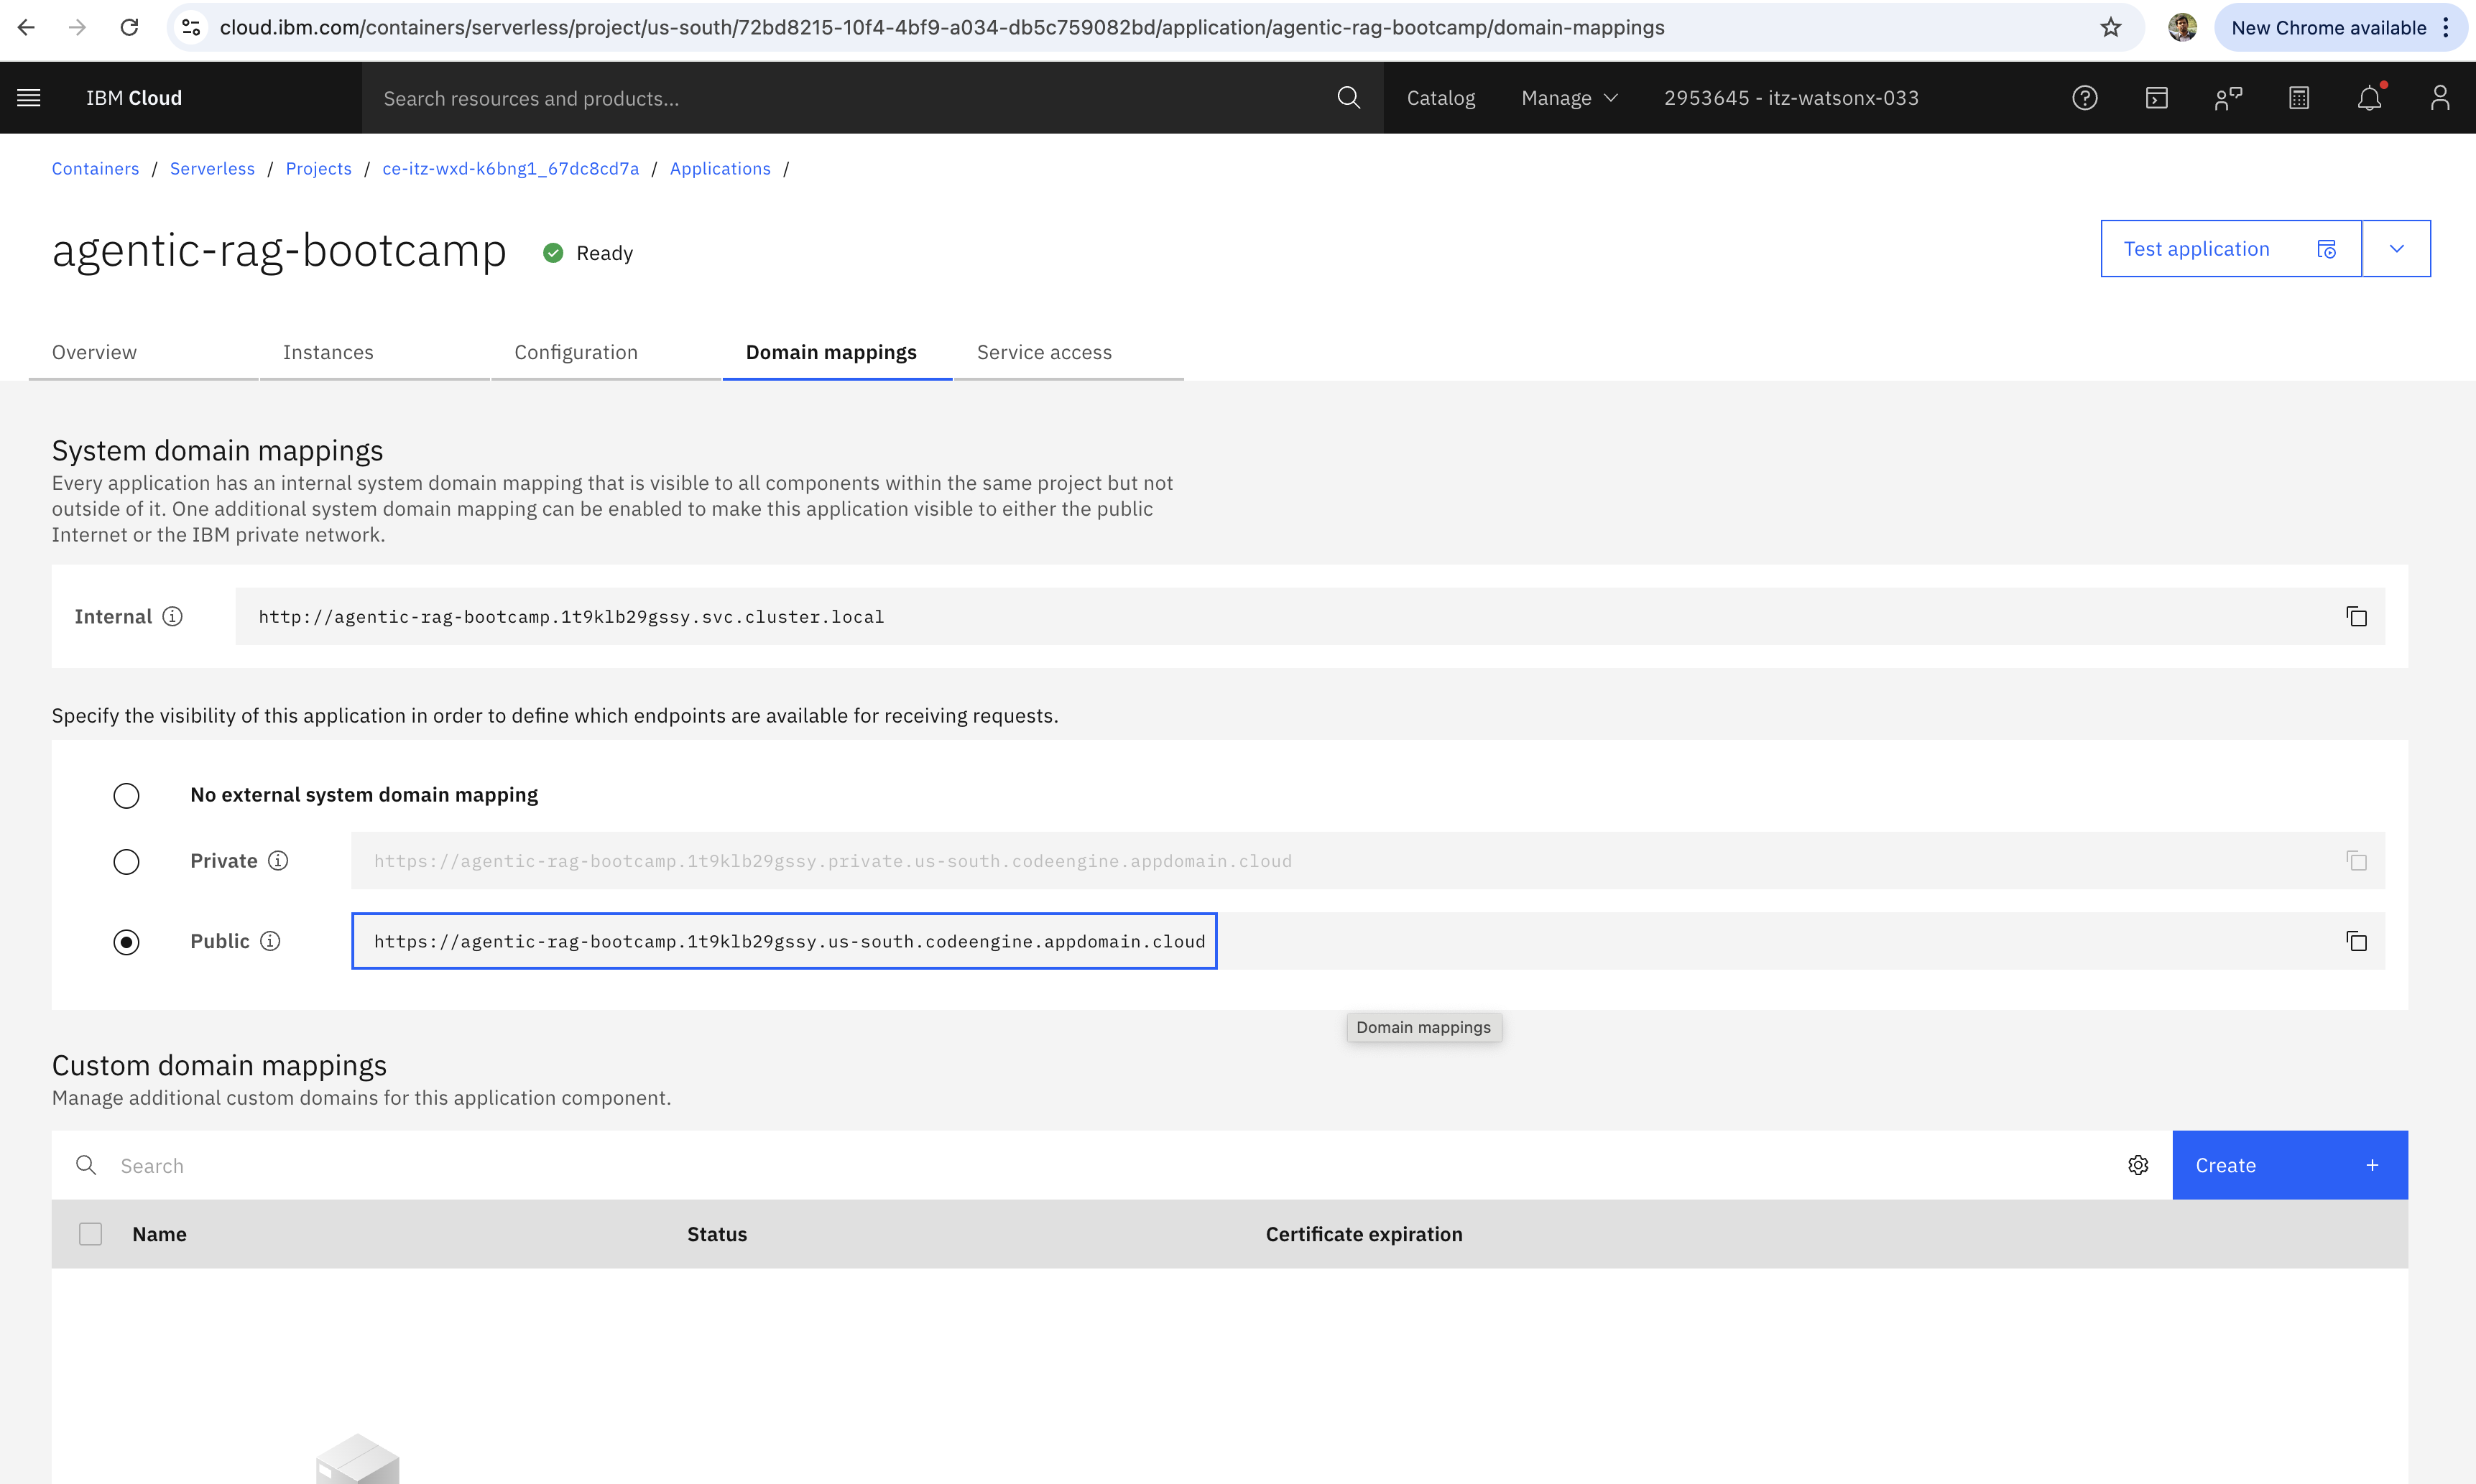 cloud.ibm.com/containers/serverless/project/us-south/72bd8215-10f4-4bf9-a034-db5c759082bd/application/agentic-rag-bootcamp/domain-mappings
New Chrome available
IBM Cloud
Search resources and products...
Catalog
Manage
2953645 - itz-watsonx-033
Containers / Serverless / Projects / ce-itz-wxd-k6bng1_67dc8cd7a / Applications /
agentic-rag-bootcamp
Ready
Test application
Overview
Instances
Configuration
Domain mappings
Service access
System domain mappings
Every application has an internal system domain mapping that is visible to all components within the same project but not
outside of it. One additional system domain mapping can be enabled to make this application visible to either the public
Internet or the IBM private network.
Internal
http://agentic-rag-bootcamp.1t9klb29gssy.svc.cluster.local
Specify the visibility of this application in order to define which endpoints are available for receiving requests.
No external system domain mapping
Private
https://agentic-rag-bootcamp.1t9klb29gssy.private.us-south.codeengine.appdomain.cloud
Public
https://agentic-rag-bootcamp.1t9klb29gssy.us-south.codeengine.appdomain.cloud
Domain mappings
Custom domain mappings
Manage additional custom domains for this application component.
Search
Create +
Name
Status
Certificate expiration